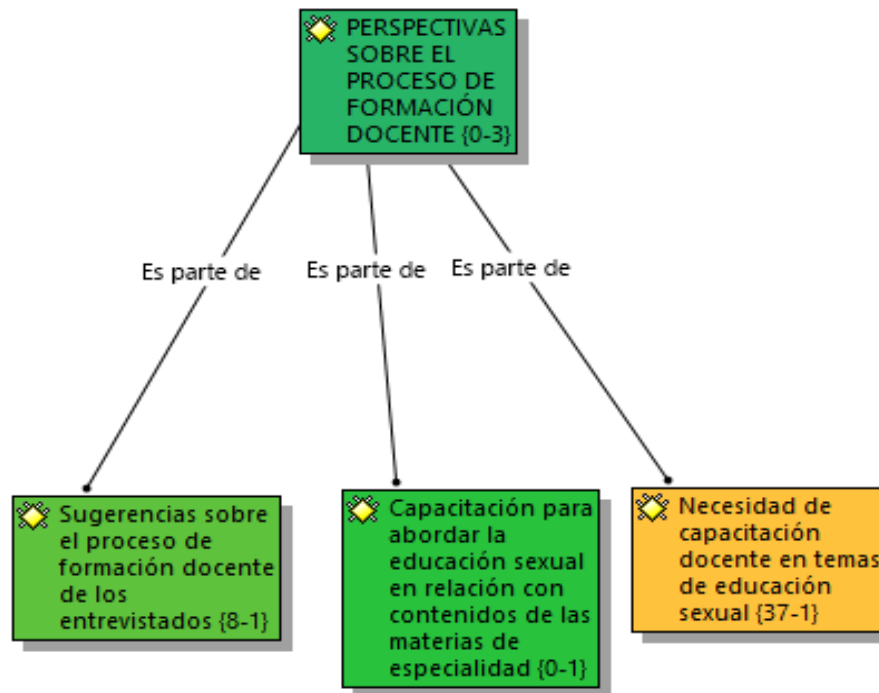 PERSPECTIVAS
SOBRE EL
PROCESO DE
FORMACIÓN
DOCENTE {0-3}
Es parte de
Es parte de
Es parte de
Sugerencias sobre
el proceso de
formación docente
de los
entrevistados {8-1}
Capacitación para
abordar la
educación sexual
en relación con
contenidos de las
materias de
especialidad {0-1}
Necesidad de
capacitación
docente en temas
de educación
sexual {37-1}